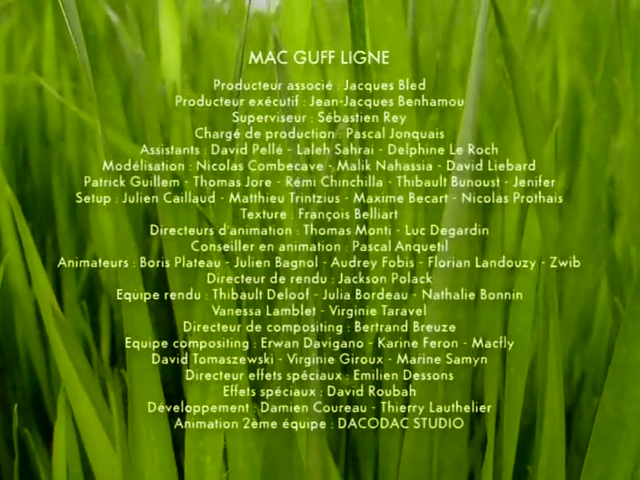 MAC GUFF LIGNE
Producteur associé : Jacques Bled
Producteur exécutif : Jean-Jacques Benhamou
Superviseur : Sébastien Rey
Chargé de production : Pascal Jonquais
Assistants : David Pellé - Laleh Sahrai - Delphine Le Roch
Modélisation : Nicolas Combecave - Malik Nahassia - David Liebard
Patrick Guillem - Thomas Jore - Rémi Chinchilla - Thibault Bunoust - Jenifer
Setup : Julien Caillaud - Matthieu Trintzius - Maxime Becart - Nicolas Prothais
Texture : François Belliart
Directeurs d'animation : Thomas Monti - Luc Degardin
Conseiller en animation : Pascal Anquetil
Animateurs : Boris Plateau - Julien Bagnol - Audrey Fobis - Florian Landouzy - Zwib
Directeur de rendu : Jackson Polack
Equipe rendu : Thibault Deloof - Julia Bordeau - Nathalie Bonnin
Vanessa Lamblet - Virginie Taravel
Directeur de compositing : Bertrand Breuze
Equipe compositing : Erwan Davigano - Karine Feron - Macfly
David Tomaszewski - Virginie Giroux - Marine Samyn
Directeur effets spéciaux : Emilien Dessons
Effets spéciaux : David Roubah
Développement : Damien Coureau - Thierry Lauthelier
Animation 2ème équipe : DACODAC STUDIO